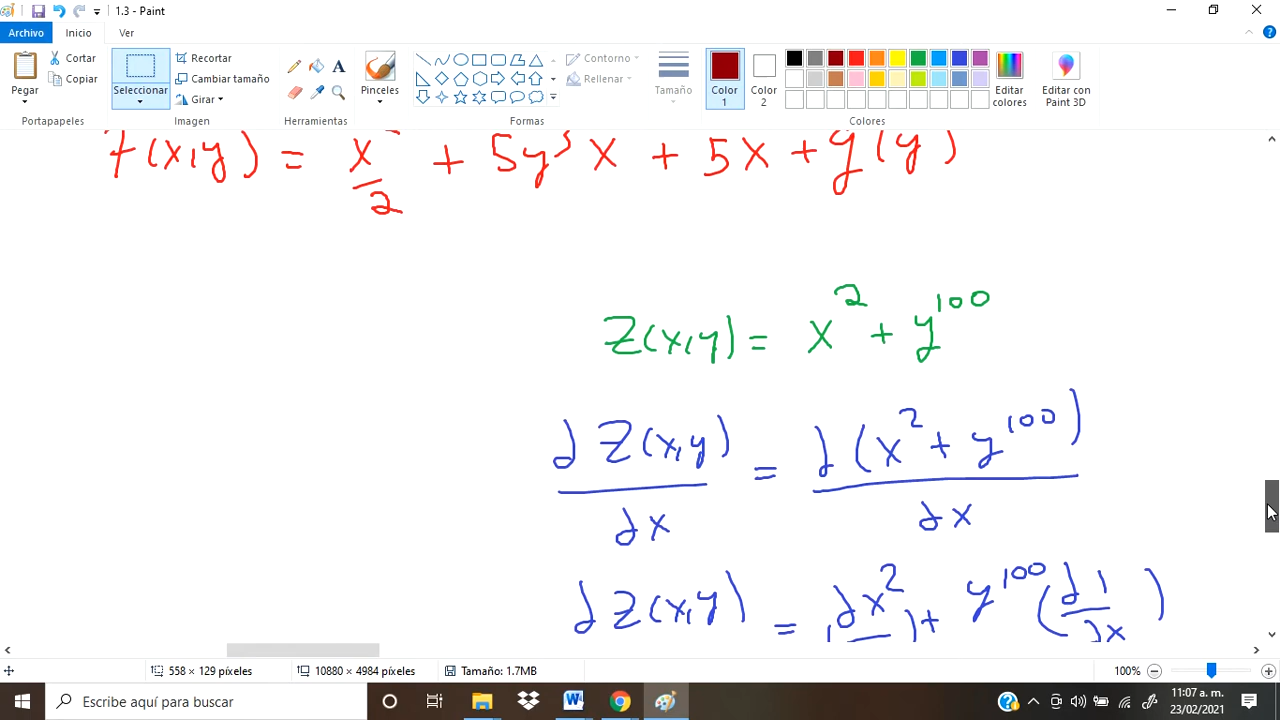 1.3 - Paint
Archivo Inicio Ver
Pegar
Cortar
Copiar
Portapapeles
Seleccionar
Recortar
Cambiar tamaño
Girar
Imagen
A
Herramientas
Pinceles
Contorno
Rellenar
Formas
Tamaño
Color 1
Color 2
Editar colores
Editar con Paint 3D
Colores
f(x,y) = x²/2 + 5y³x + 5x + g(y)
Z(x,y) = x² + y¹⁰⁰
∂Z(x,y)/∂x = ∂(x² + y¹⁰⁰)/∂x
∂Z(x,y) = (∂x²) + y¹⁰⁰(∂1/∂x)
558 × 129 píxeles 10880 × 4984 píxeles Tamaño: 1.7MB 100%
Escribe aquí para buscar
11:07 a. m.
23/02/2021